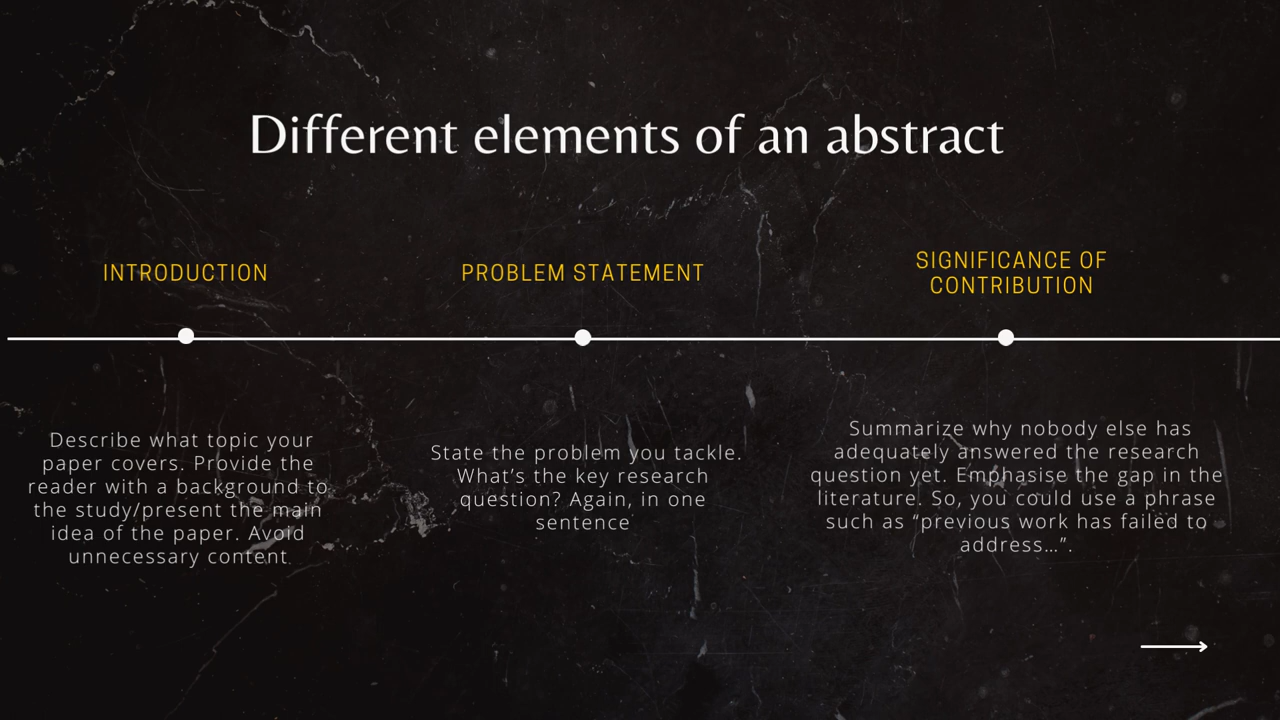 Different elements of an abstract
INTRODUCTION
Describe what topic your
paper covers. Provide the
reader with a background to
the study/present the main
idea of the paper. Avoid
unnecessary content
PROBLEM STATEMENT
State the problem you tackle.
What’s the key research
question? Again, in one
sentence
SIGNIFICANCE OF
CONTRIBUTION
Summarize why nobody else has
adequately answered the research
question yet. Emphasise the gap in the
literature. So, you could use a phrase
such as “previous work has failed to
address...”.